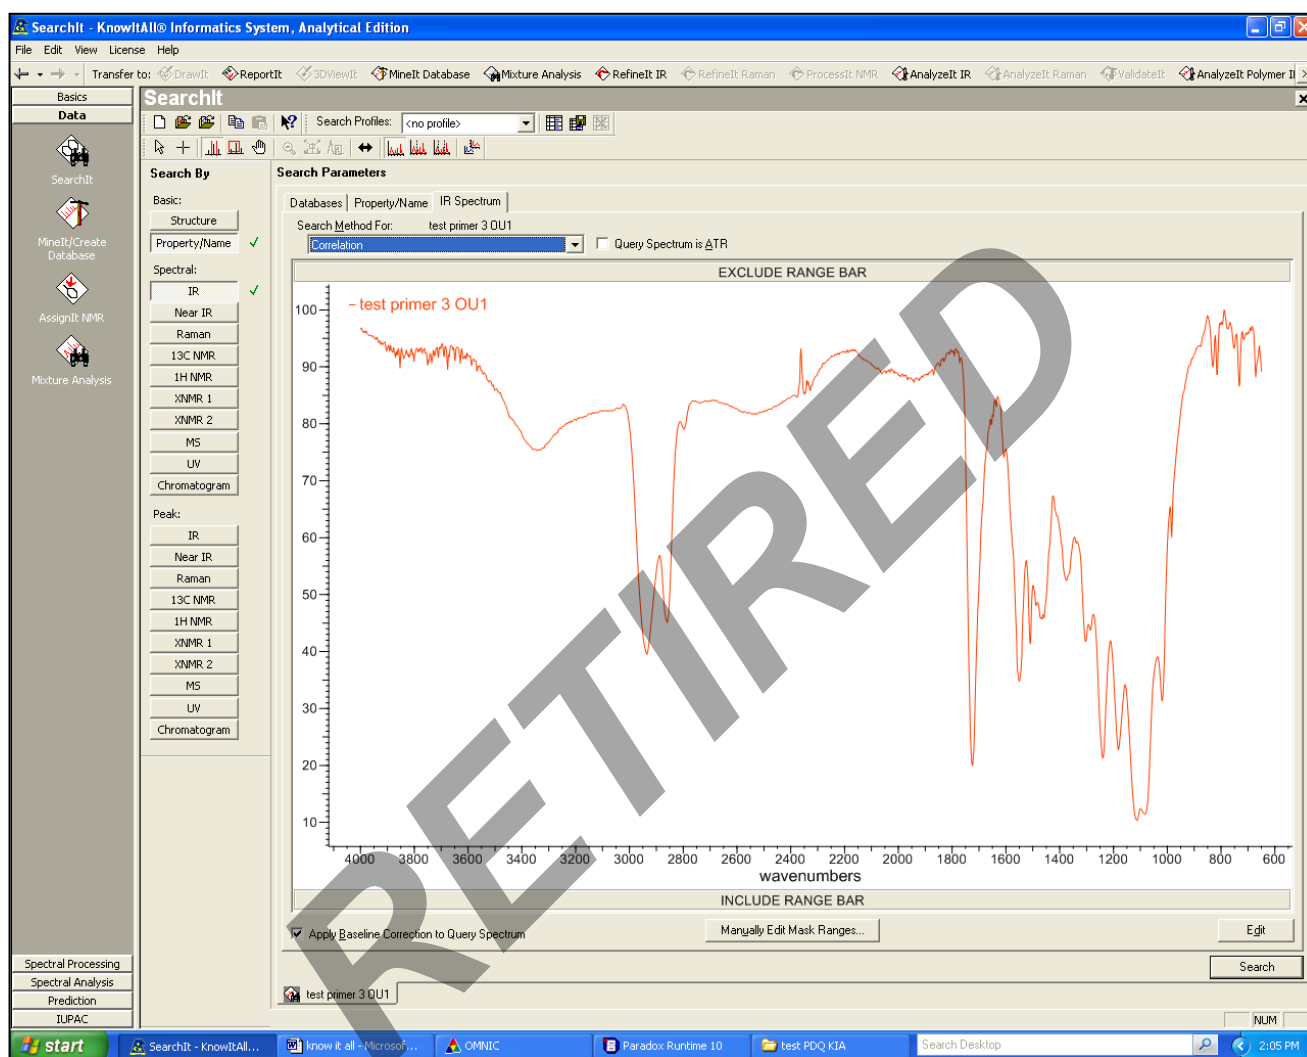 SearchIt - KnowItAll® Informatics System, Analytical Edition
File Edit View License Help
Transfer to: DrawIt ReportIt 3DViewIt MineIt Database Mixture Analysis RefineIt IR RefineIt Raman ProcessIt NMR AnalyzeIt IR AnalyzeIt Raman ValidateIt AnalyzeIt Polymer I
Basics
Data
SearchIt
MineIt/Create
Database
AssignIt NMR
Mixture Analysis
Spectral Processing
Spectral Analysis
Prediction
IUPAC
SearchIt
Search Profiles: <no profile>
Search By
Basic:
Structure
Property/Name
Spectral:
IR
Near IR
Raman
13C NMR
1H NMR
XNMR 1
XNMR 2
MS
UV
Chromatogram
Peak:
IR
Near IR
Raman
13C NMR
1H NMR
XNMR 1
XNMR 2
MS
UV
Chromatogram
Search Parameters
Databases Property/Name IR Spectrum
Search Method For: test primer 3 OU1
Correlation Query Spectrum is ATR
EXCLUDE RANGE BAR
test primer 3 OU1
100
90
80
70
60
50
40
30
20
10
4000 3800 3600 3400 3200 3000 2800 2600 2400 2200 2000 1800 1600 1400 1200 1000 800 600
wavenumbers
INCLUDE RANGE BAR
Apply Baseline Correction to Query Spectrum Manually Edit Mask Ranges... Edit
Search
test primer 3 OU1
RETIRED
NUM
start SearchIt - KnowItAll... know it all - Microsof... OMNIC Paradox Runtime 10 test PDQ KIA Search Desktop 2:05 PM